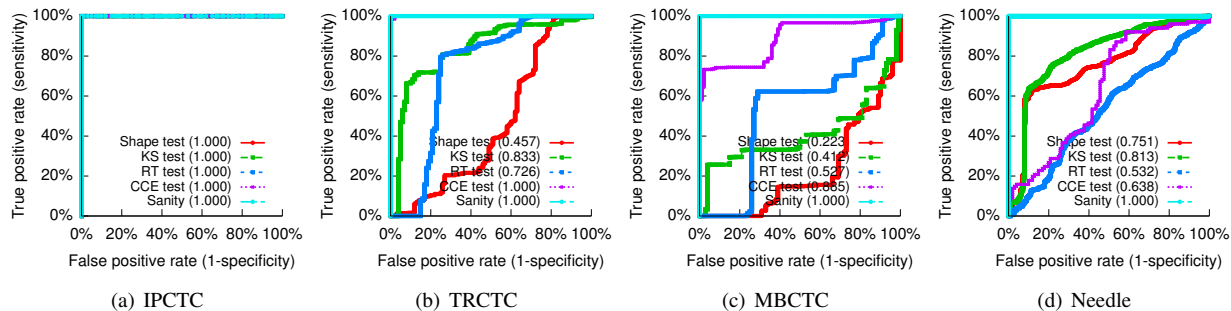 True positive rate (sensitivity)
100%
80%
60%
40%
20%
0%
Shape test (1.000)
KS test (1.000)
RT test (1.000)
CCE test (1.000)
Sanity (1.000)
0% 20% 40% 60% 80% 100%
False positive rate (1-specificity)
(a) IPCTC
True positive rate (sensitivity)
100%
80%
60%
40%
20%
0%
Shape test (0.457)
KS test (0.833)
RT test (0.726)
CCE test (1.000)
Sanity (1.000)
0% 20% 40% 60% 80% 100%
False positive rate (1-specificity)
(b) TRCTC
True positive rate (sensitivity)
100%
80%
60%
40%
20%
0%
Shape test (0.223)
KS test (0.412)
RT test (0.527)
CCE test (0.885)
Sanity (1.000)
0% 20% 40% 60% 80% 100%
False positive rate (1-specificity)
(c) MBCTC
True positive rate (sensitivity)
100%
80%
60%
40%
20%
0%
Shape test (0.751)
KS test (0.813)
RT test (0.532)
CCE test (0.638)
Sanity (1.000)
0% 20% 40% 60% 80% 100%
False positive rate (1-specificity)
(d) Needle